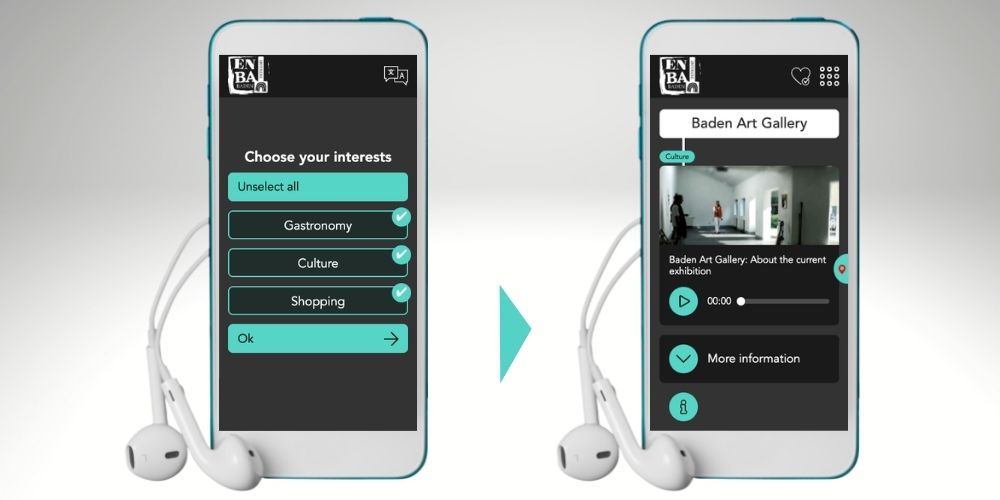 EN
BA
BADEN
文 A
Choose your interests
Unselect all
Gastronomy
Culture
Shopping
Ok
EN
BA
BADEN
Baden Art Gallery
Culture
Baden Art Gallery: About the current
exhibition
00:00
More information